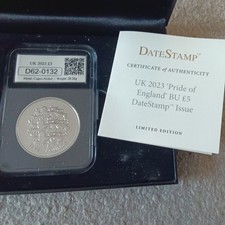 UK 2023 £5
D62-0132
DATESTAMP™
CERTIFICATE of AUTHENTICITY
UK 2023 'Pride of
England' BU £5
DateStamp™ Issue
LIMITED EDITION